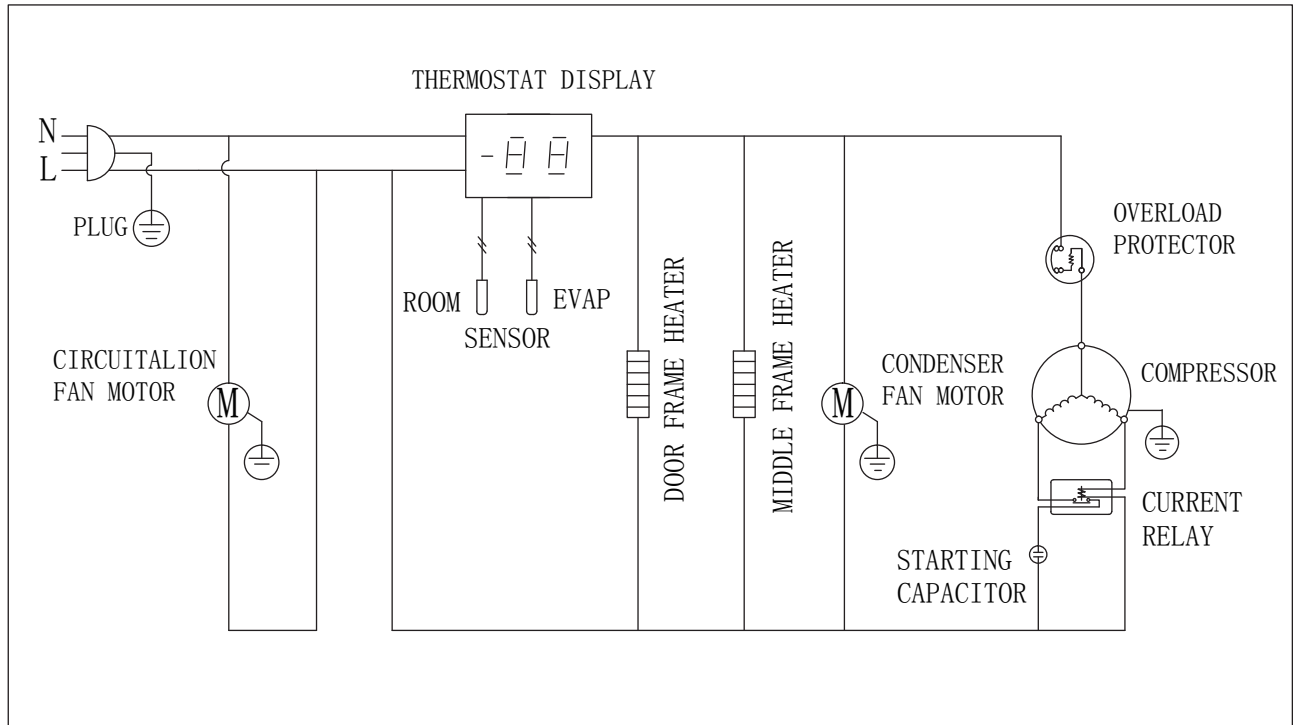 THERMOSTAT DISPLAY
N
L
PLUG
ROOM
EVAP
SENSOR
CIRCUITALION
FAN MOTOR
M
DOOR FRAME HEATER
MIDDLE FRAME HEATER
CONDENSER
FAN MOTOR
M
OVERLOAD
PROTECTOR
COMPRESSOR
CURRENT
RELAY
STARTING
CAPACITOR